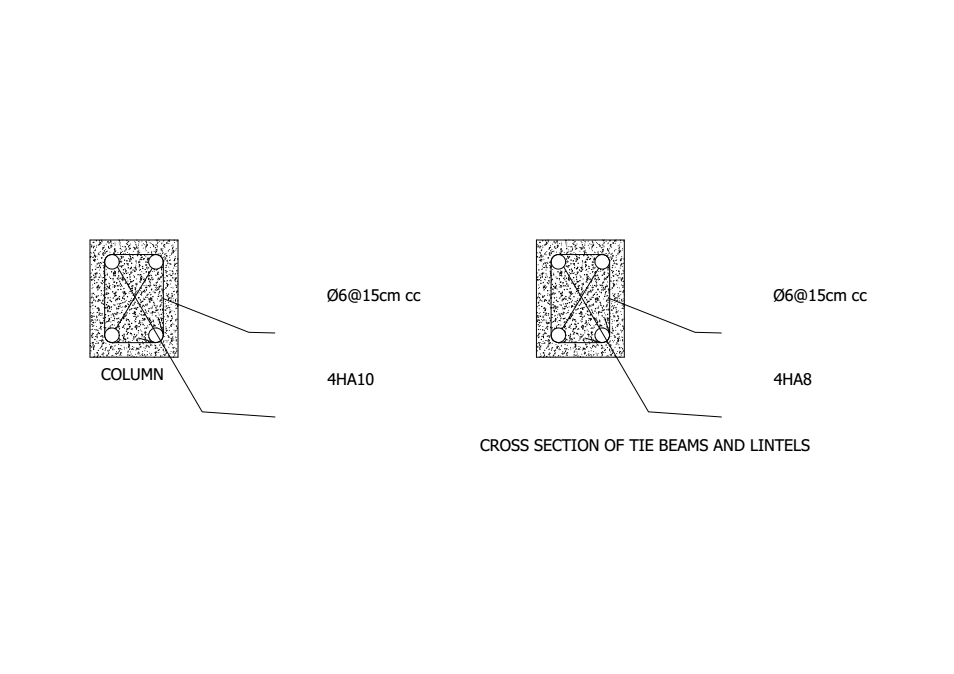 Ø6@15cm cc
COLUMN
4HA10
Ø6@15cm cc
4HA8
CROSS SECTION OF TIE BEAMS AND LINTELS